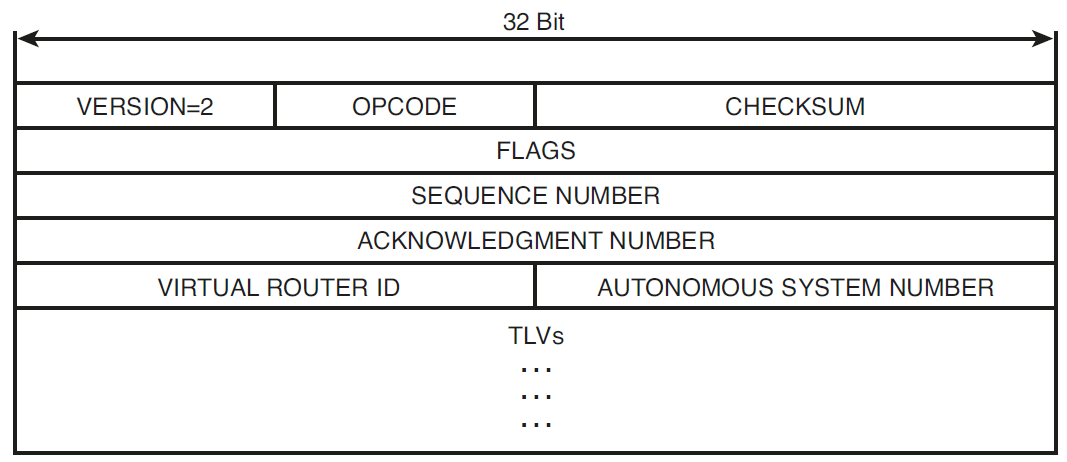 32 Bit
VERSION=2 OPCODE CHECKSUM
FLAGS
SEQUENCE NUMBER
ACKNOWLEDGMENT NUMBER
VIRTUAL ROUTER ID AUTONOMOUS SYSTEM NUMBER
TLVs
...
...
...